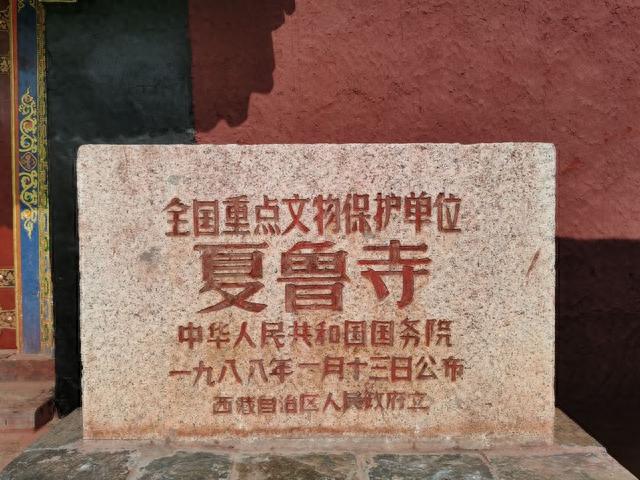 全国重点文物保护单位
夏鲁寺
中华人民共和国国务院
一九八八年一月十三日公布
西藏自治区人民政府立